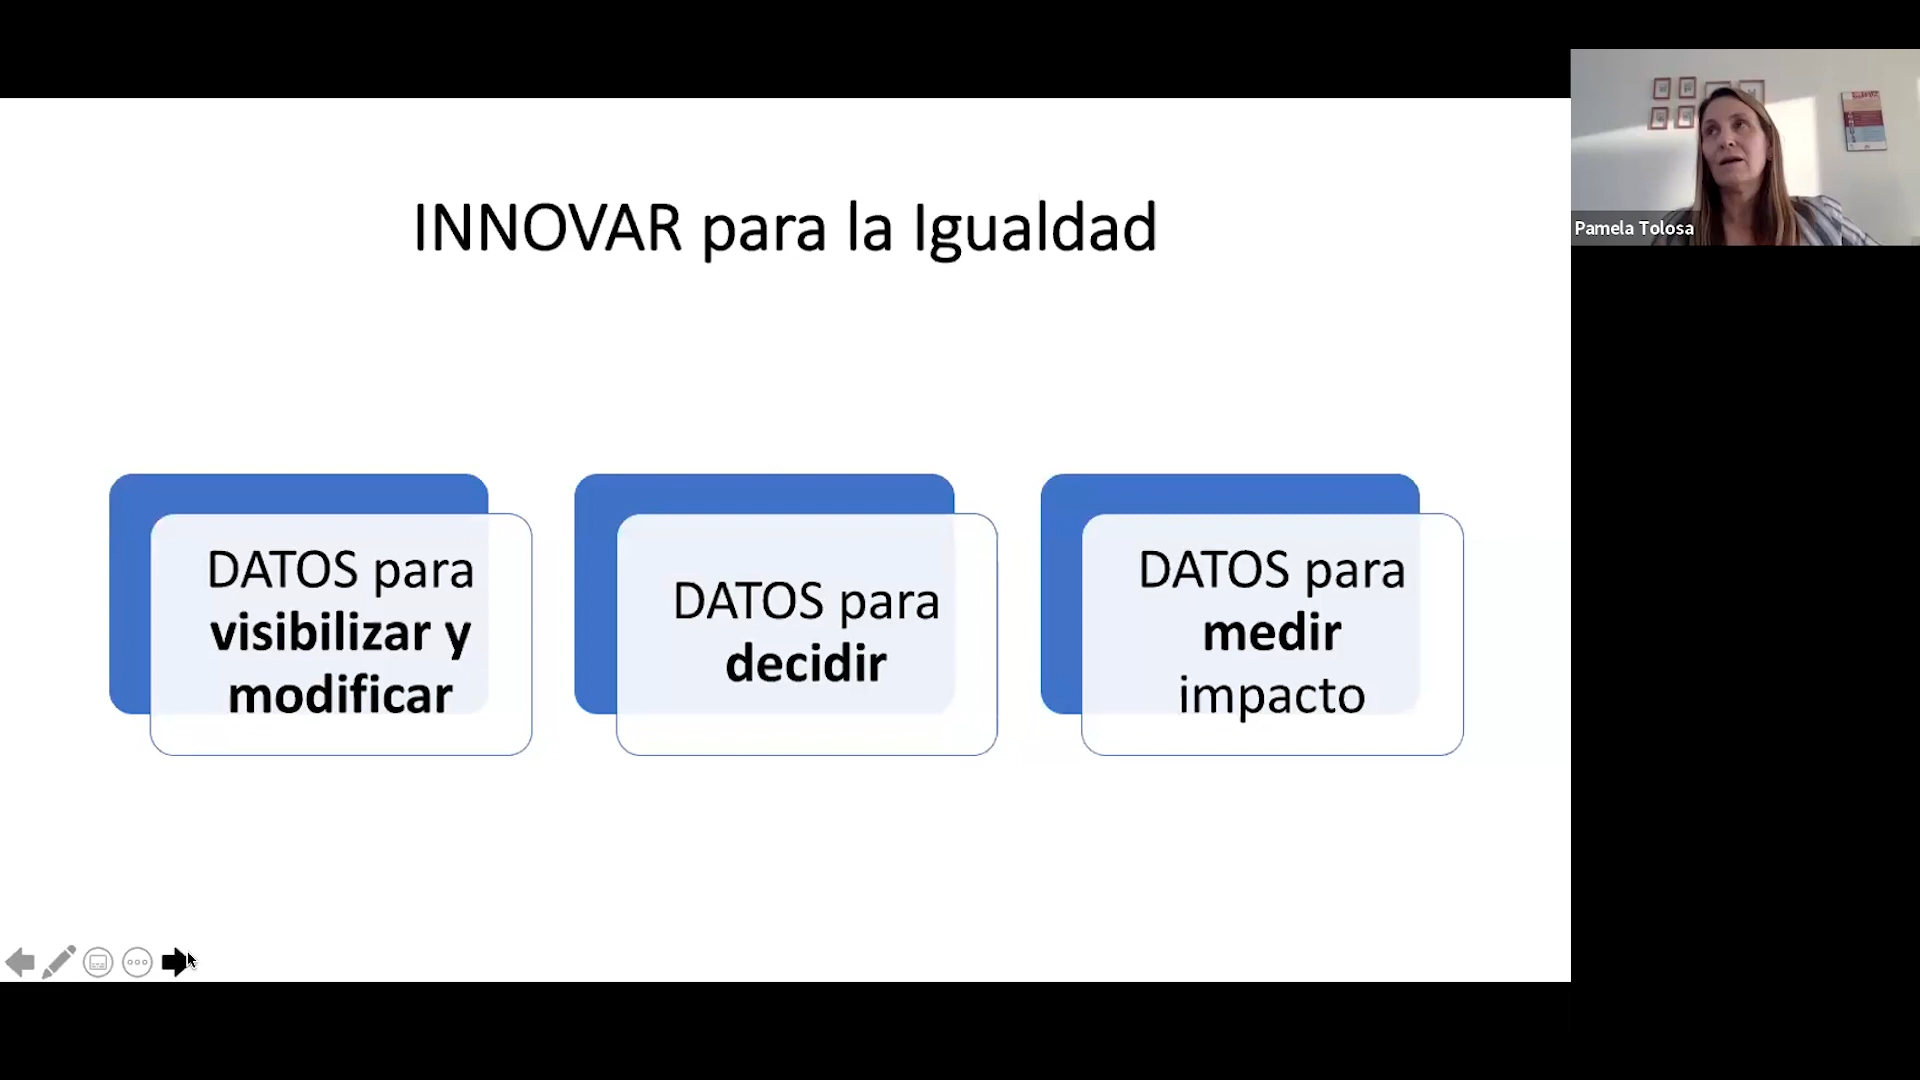 INNOVAR para la Igualdad
DATOS para
visibilizar y
modificar
DATOS para
decidir
DATOS para
medir
impacto
Pamela Tolosa